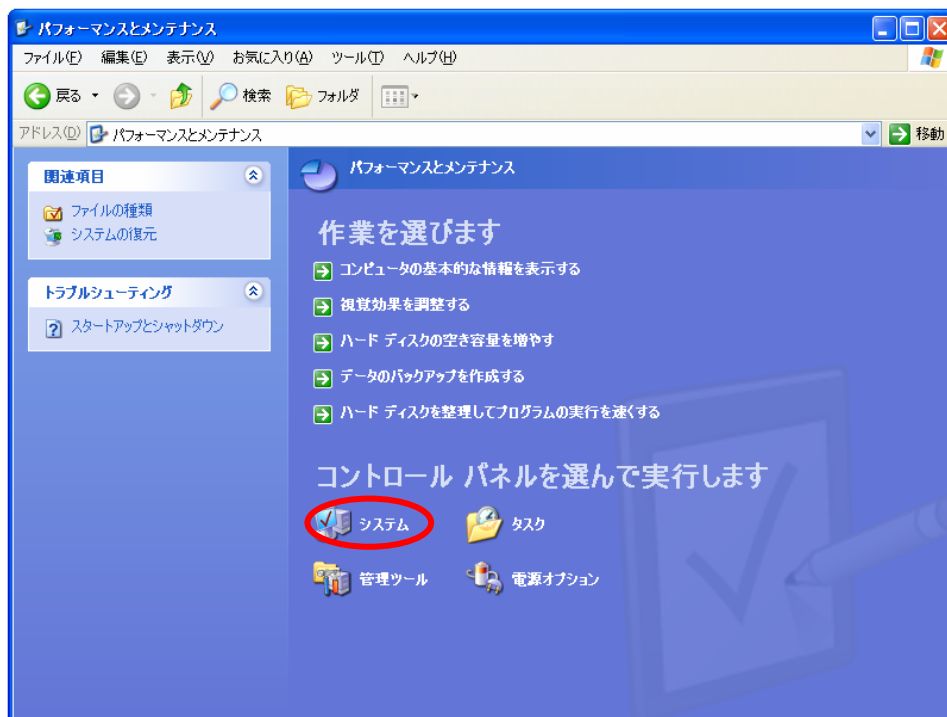 パフォーマンスとメンテナンス
ファイル(F) 編集(E) 表示(V) お気に入り(A) ツール(T) ヘルプ(H)
戻る 検索 フォルダ
アドレス(D) パフォーマンスとメンテナンス 移動
関連項目
ファイルの種類
システムの復元
トラブルシューティング
スタートアップとシャットダウン
パフォーマンスとメンテナンス
作業を選びます
コンピュータの基本的な情報を表示する
視覚効果を調整する
ハード ディスクの空き容量を増やす
データのバックアップを作成する
ハード ディスクを整理してプログラムの実行を速くする
コントロール パネルを選んで実行します
システム タスク
管理ツール 電源オプション